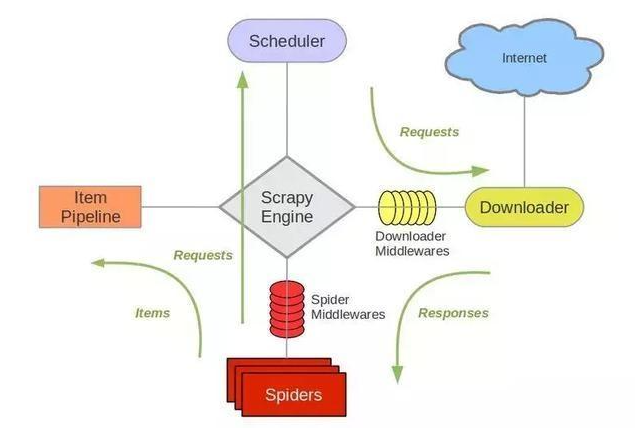 Scheduler
Internet
Requests
Item
Pipeline
Scrapy
Engine
Downloader
Downloader
Middlewares
Requests
Spider
Middlewares
Items
Responses
Spiders